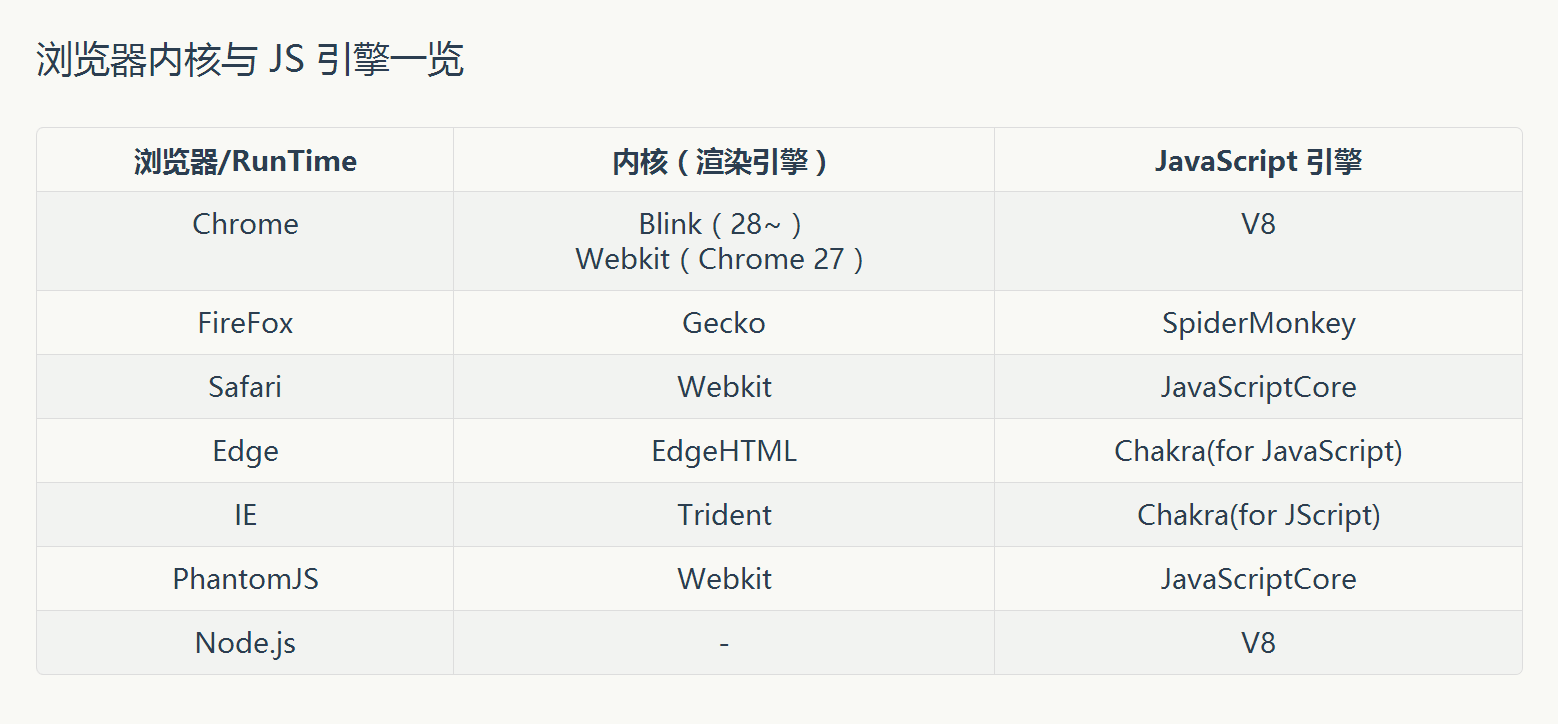 浏览器内核与 JS 引擎一览
浏览器/RunTime 内核（渲染引擎） JavaScript 引擎
Chrome Blink（28~） V8
Webkit（Chrome 27）
FireFox Gecko SpiderMonkey
Safari Webkit JavaScriptCore
Edge EdgeHTML Chakra(for JavaScript)
IE Trident Chakra(for JScript)
PhantomJS Webkit JavaScriptCore
Node.js - V8